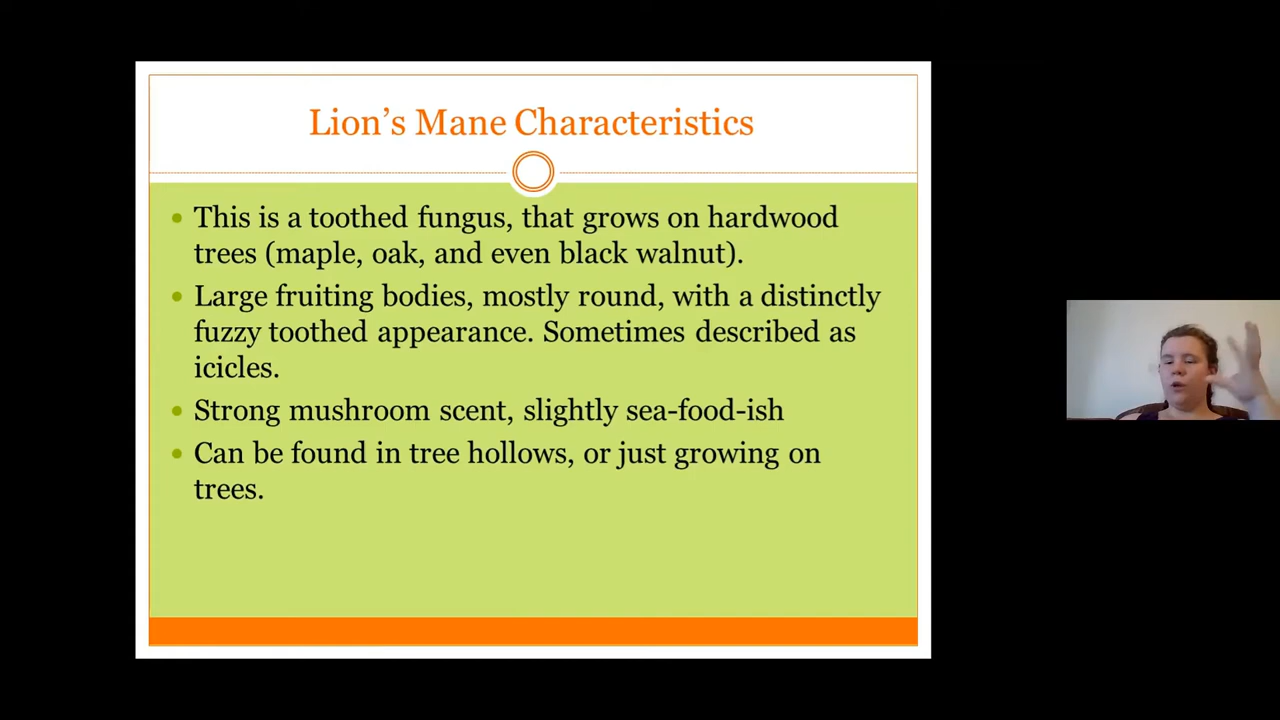 Lion’s Mane Characteristics
• This is a toothed fungus, that grows on hardwood
trees (maple, oak, and even black walnut).
• Large fruiting bodies, mostly round, with a distinctly
fuzzy toothed appearance. Sometimes described as
icicles.
• Strong mushroom scent, slightly sea-food-ish
• Can be found in tree hollows, or just growing on
trees.